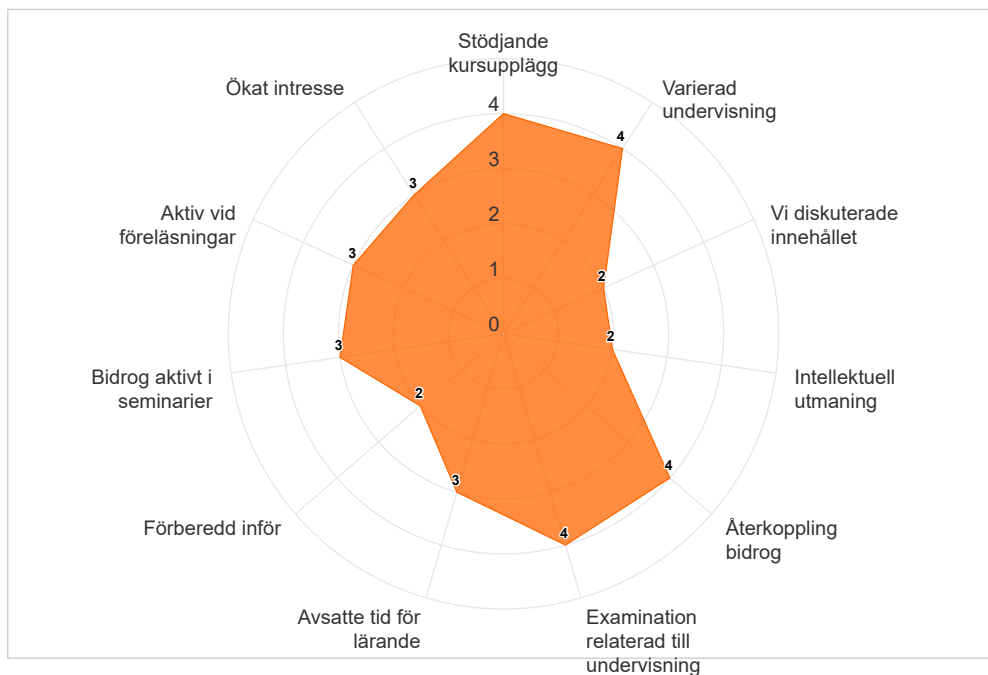 Stödjande
kursupplägg
Ökat intresse
Varierad
undervisning
4
4
3
3
Aktiv vid
föreläsningar
3
2
Vi diskuterade
innehållet
2
1
0
3
2
Bidrog aktivt i
seminarier
Intellektuell
utmaning
2
4
3
4
Förberedd inför
Återkoppling
bidrog
Avsatte tid för
lärande
Examination
relaterad till
undervisning